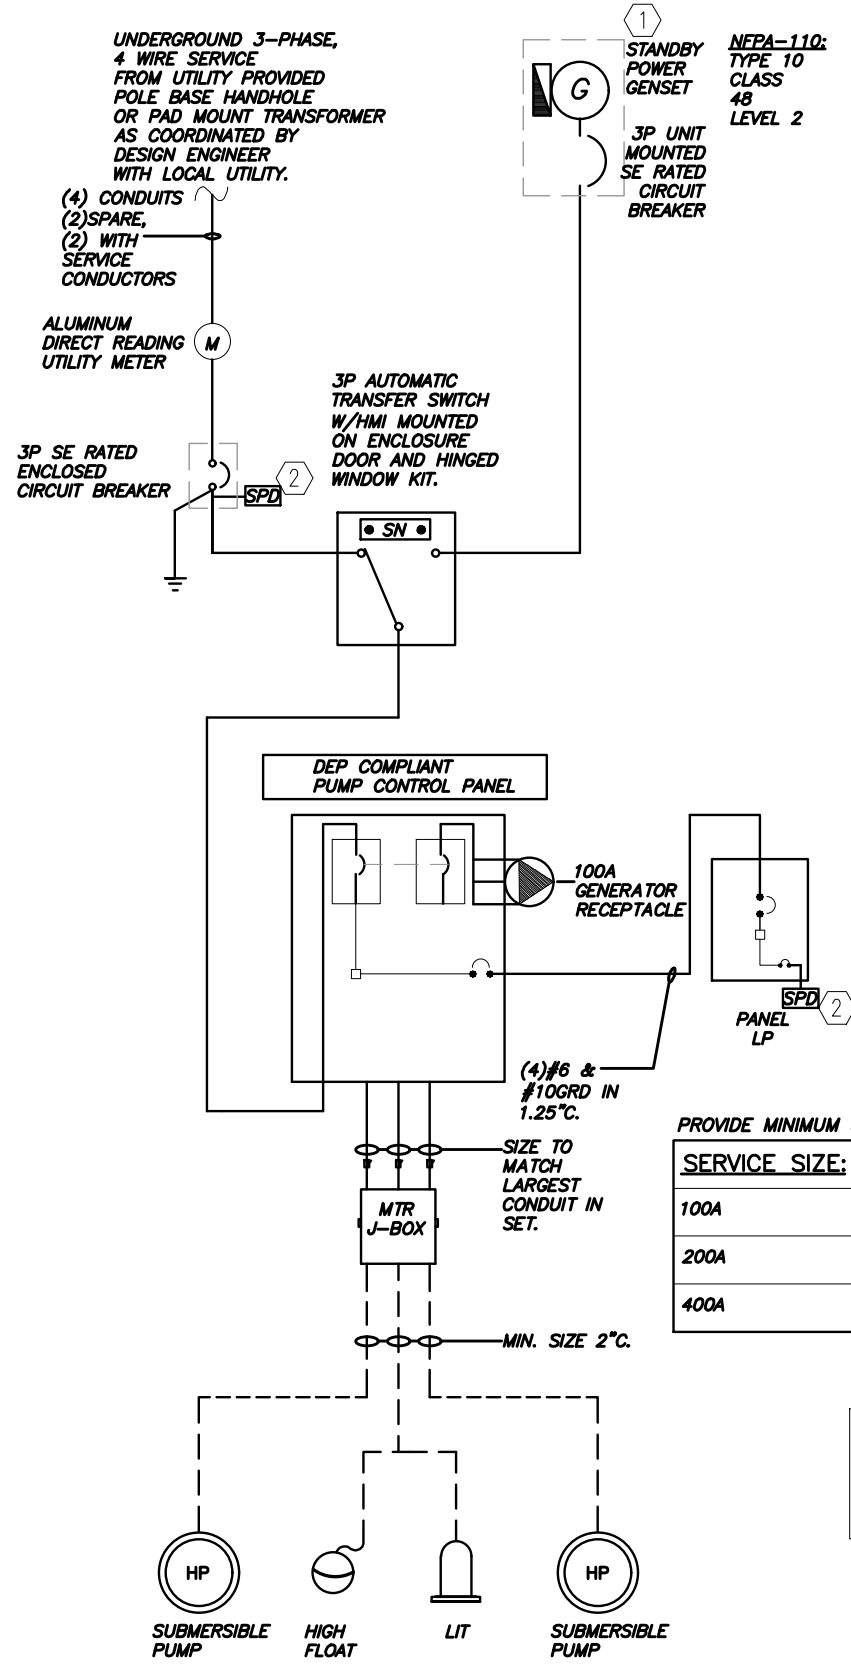 UNDERGROUND 3-PHASE,
4 WIRE SERVICE
FROM UTILITY PROVIDED
POLE BASE HANDHOLE
OR PAD MOUNT TRANSFORMER
AS COORDINATED BY
DESIGN ENGINEER
WITH LOCAL UTILITY.
1
STANDBY
POWER
GENSET
NFPA-110:
TYPE 10
CLASS
48
LEVEL 2
G
3P UNIT
MOUNTED
SE RATED
CIRCUIT
BREAKER
(4) CONDUITS
(2)SPARE,
(2) WITH
SERVICE
CONDUCTORS
ALUMINUM
DIRECT READING
UTILITY METER
M
3P AUTOMATIC
TRANSFER SWITCH
W/HMI MOUNTED
ON ENCLOSURE
DOOR AND HINGED
WINDOW KIT.
3P SE RATED
ENCLOSED
CIRCUIT BREAKER
SPD
2
SN
DEP COMPLIANT
PUMP CONTROL PANEL
100A
GENERATOR
RECEPTACLE
SPD
2
PANEL
LP
(4)#6 &
#10GRD IN
1.25"C.
PROVIDE MINIMUM
SERVICE SIZE:
100A
200A
400A
SIZE TO
MATCH
LARGEST
CONDUIT IN
SET.
MTR
J-BOX
MIN. SIZE 2"C.
HP
SUBMERSIBLE
PUMP
HIGH
FLOAT
LIT
HP
SUBMERSIBLE
PUMP